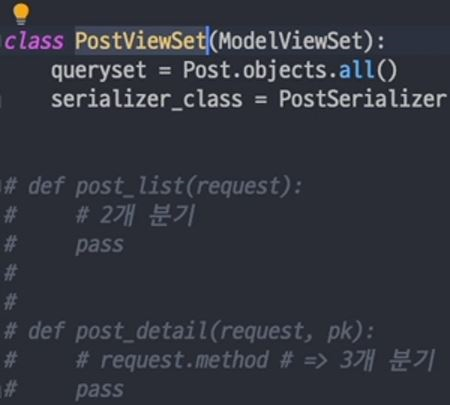 class PostViewSet(ModelViewSet):
    queryset = Post.objects.all()
    serializer_class = PostSerializer
# def post_list(request):
#     # 2개 분기
#     pass
#
#
# def post_detail(request, pk):
#     # request.method # => 3개 분기
#     pass